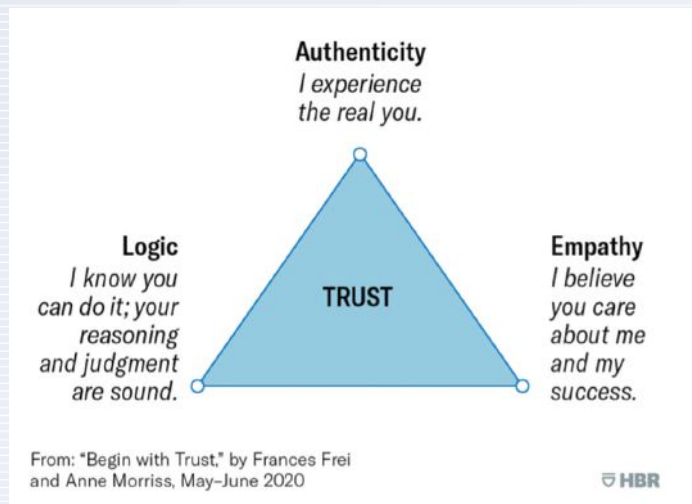 Authenticity
I experience
the real you.
Logic
I know you
can do it; your
reasoning
and judgment
are sound.
TRUST
Empathy
I believe
you care
about me
and my
success.
From: “Begin with Trust,” by Frances Frei
and Anne Morriss, May–June 2020
HBR